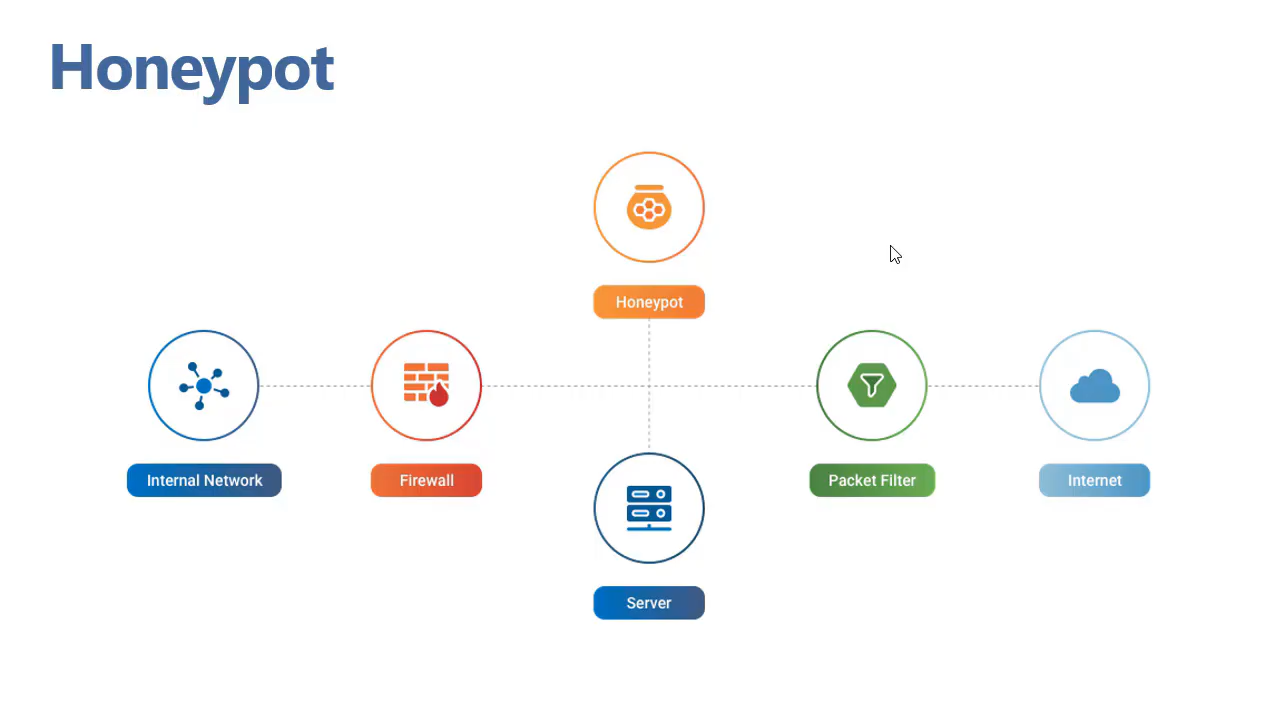 Honeypot
Honeypot
Internal Network
Firewall
Packet Filter
Internet
Server